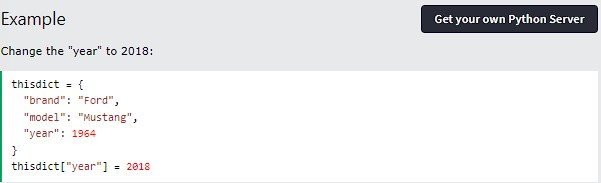 Example
Get your own Python Server
Change the "year" to 2018:
thisdict = {
  "brand": "Ford",
  "model": "Mustang",
  "year": 1964
}
thisdict["year"] = 2018